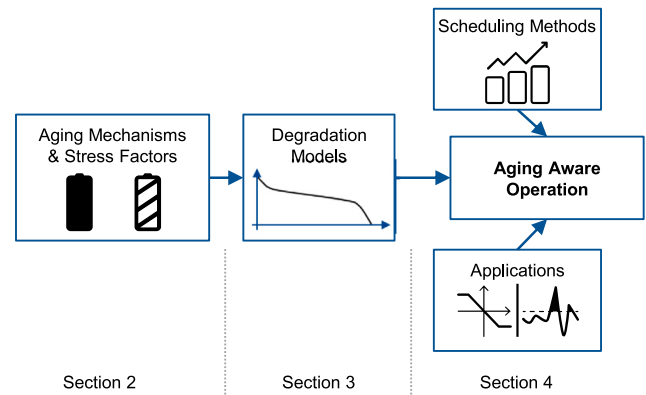 Scheduling Methods
Aging Mechanisms
& Stress Factors
Degradation
Models
Aging Aware
Operation
Applications
Section 2
Section 3
Section 4